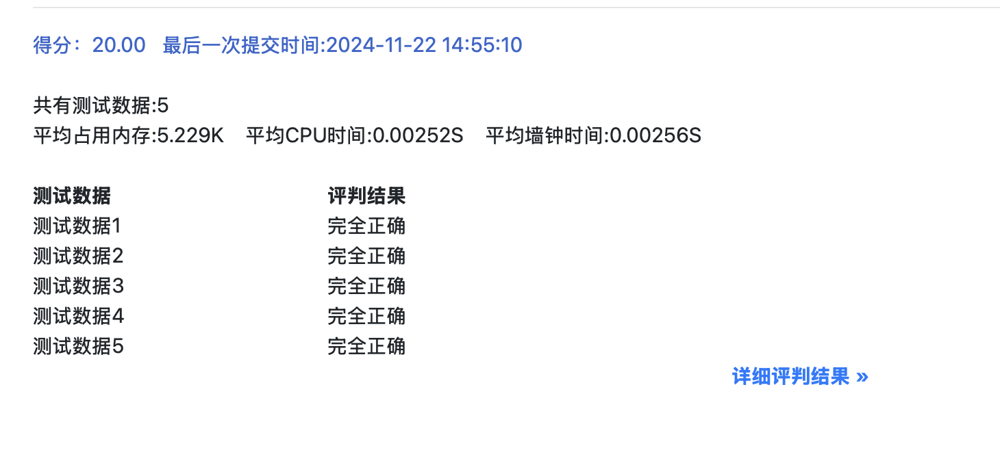 得分：20.00 最后一次提交时间:2024-11-22 14:55:10
共有测试数据:5
平均占用内存:5.229K 平均CPU时间:0.00252S 平均墙钟时间:0.00256S
测试数据 评判结果
测试数据1 完全正确
测试数据2 完全正确
测试数据3 完全正确
测试数据4 完全正确
测试数据5 完全正确
详细评判结果 »